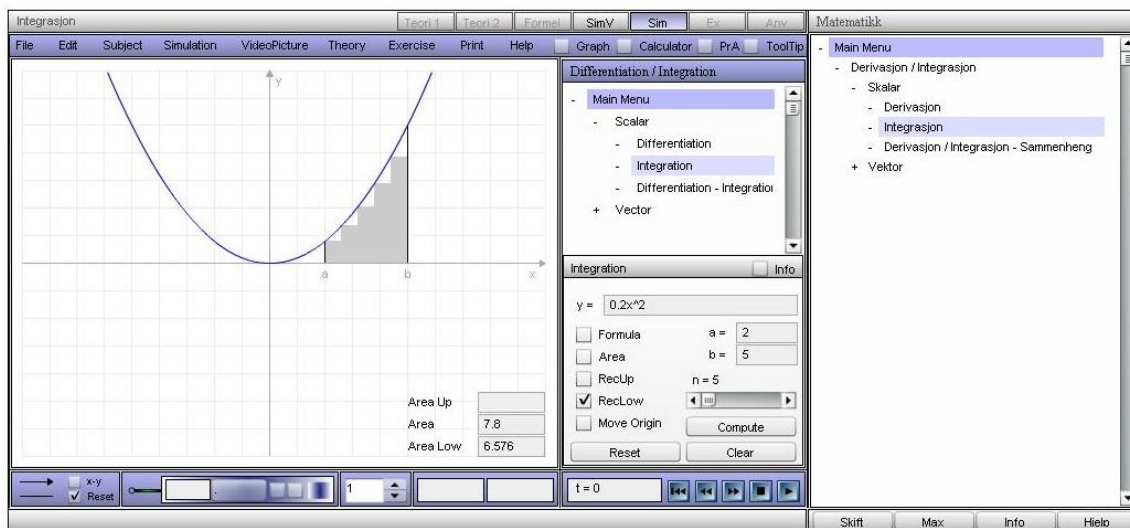 Integrasjon Teori 1 Teori 2 Formel SimV Sim Ex Anv Matematikk
File Edit Subject Simulation VideoPicture Theory Exercise Print Help Graph Calculator PrA ToolTip
y
a b x
Area Up
Area 7.8
Area Low 6.576
Differentiation / Integration
- Main Menu
- Scalar
- Differentiation
- Integration
- Differentiation - Integration
+ Vector
Integration Info
y = 0.2x^2
Formula a = 2
Area b = 5
RecUp n = 5
RecLow
Move Origin Compute
Reset Clear
- Main Menu
- Derivasjon / Integrasjon
- Skalar
- Derivasjon
- Integrasjon
- Derivasjon / Integrasjon - Sammenheng
+ Vektor
x-y
Reset
1
t = 0
Skift Max Info Hjelp